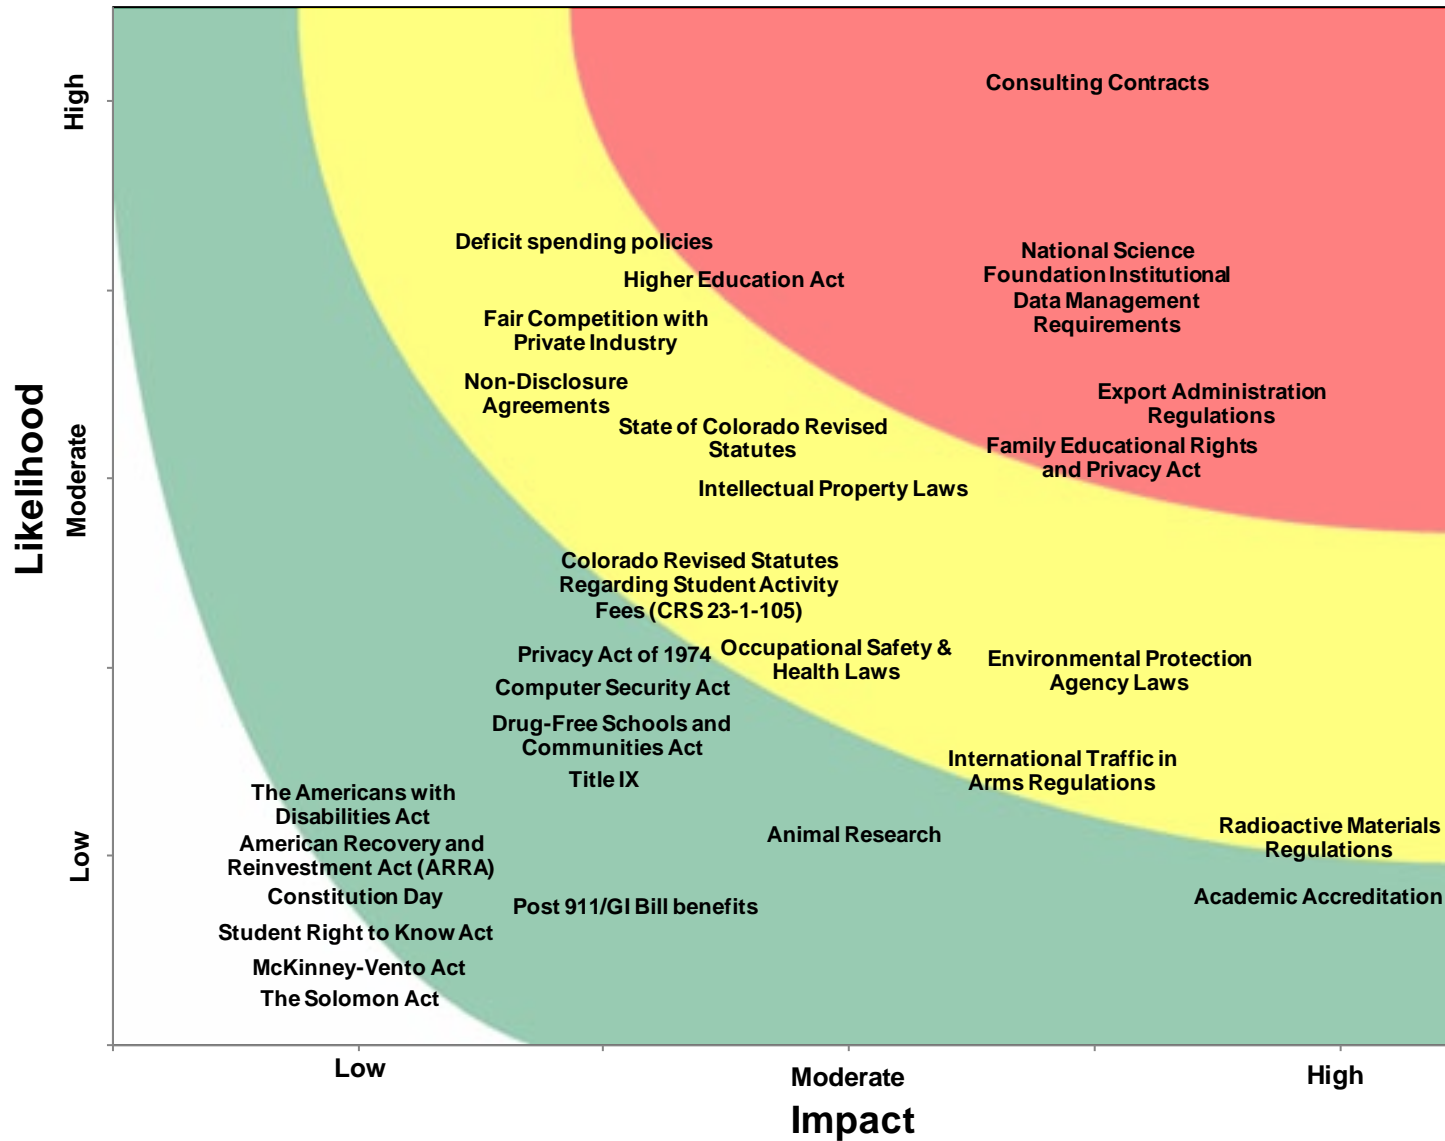 High
Moderate
Low
Likelihood
Consulting Contracts
Deficit spending policies
National Science
Foundation Institutional
Data Management
Requirements
Higher Education Act
Fair Competition with
Private Industry
Non-Disclosure
Agreements
Export Administration
Regulations
State of Colorado Revised
Statutes
Family Educational Rights
and Privacy Act
Intellectual Property Laws
Colorado Revised Statutes
Regarding Student Activity
Fees (CRS 23-1-105)
Privacy Act of 1974
Occupational Safety &
Health Laws
Environmental Protection
Agency Laws
Computer Security Act
Drug-Free Schools and
Communities Act
Title IX
International Traffic in
Arms Regulations
The Americans with
Disabilities Act
American Recovery and
Reinvestment Act (ARRA)
Animal Research
Radioactive Materials
Regulations
Constitution Day
Post 911/GI Bill benefits
Academic Accreditation
Student Right to Know Act
McKinney-Vento Act
The Solomon Act
Low
Moderate
High
Impact